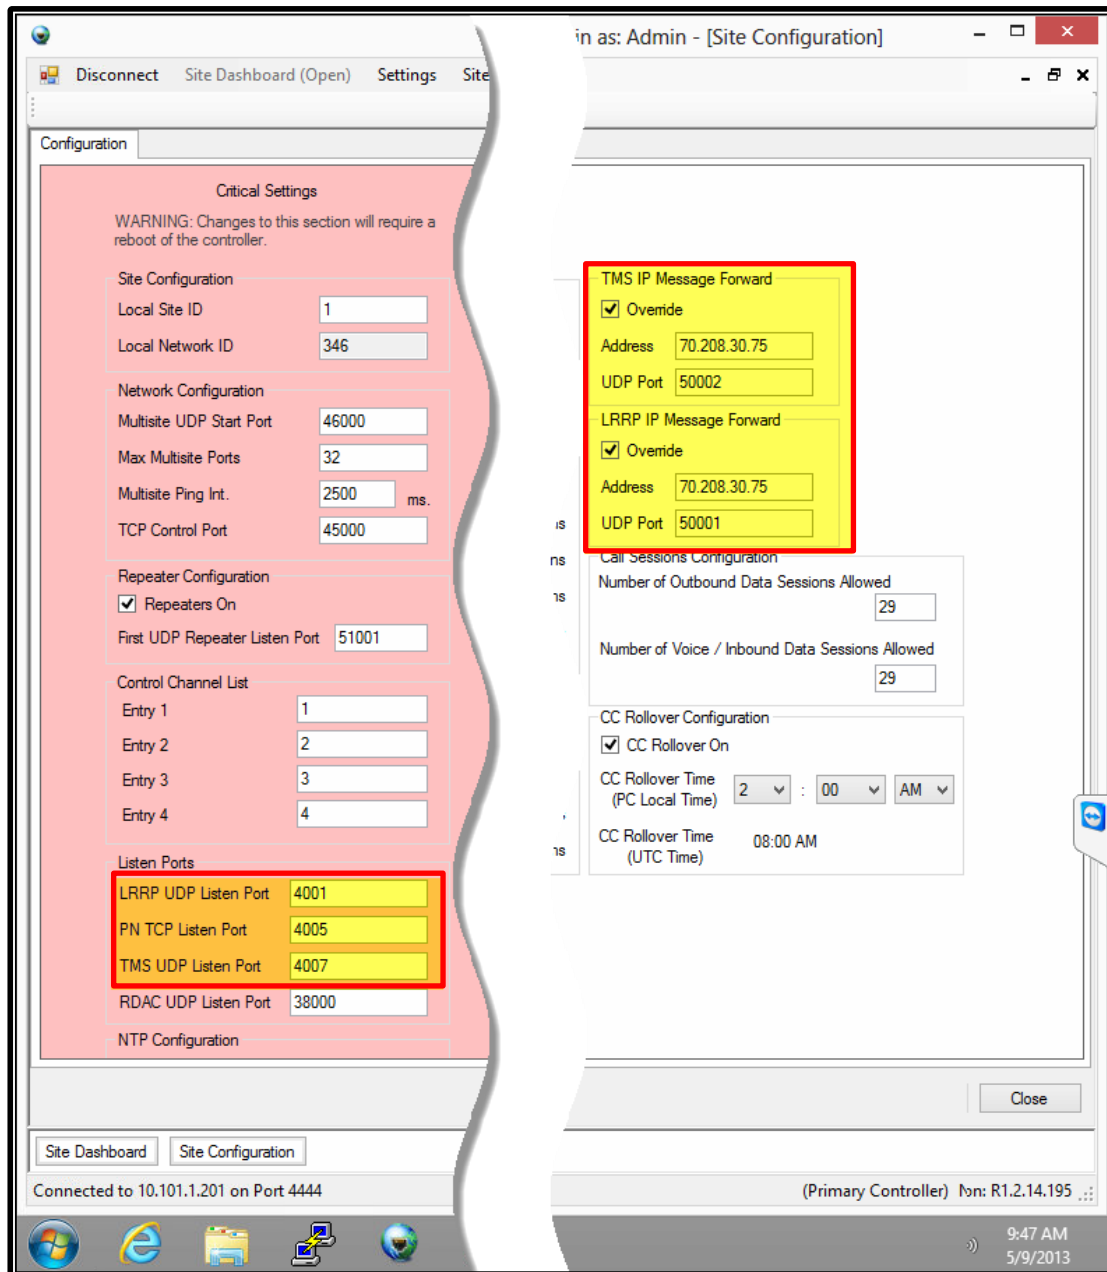 in as: Admin - [Site Configuration]
Disconnect Site Dashboard (Open) Settings Site
Configuration
Critical Settings
WARNING: Changes to this section will require a
reboot of the controller.
Site Configuration
Local Site ID 1
Local Network ID 346
Network Configuration
Multisite UDP Start Port 46000
Max Multisite Ports 32
Multisite Ping Int. 2500 ms.
TCP Control Port 45000
Repeater Configuration
Repeaters On
First UDP Repeater Listen Port 51001
Control Channel List
Entry 1 1
Entry 2 2
Entry 3 3
Entry 4 4
Listen Ports
LRRP UDP Listen Port 4001
PN TCP Listen Port 4005
TMS UDP Listen Port 4007
RDAC UDP Listen Port 38000
NTP Configuration
TMS IP Message Forward
Override
Address 70.208.30.75
UDP Port 50002
LRRP IP Message Forward
Override
Address 70.208.30.75
UDP Port 50001
Call Sessions Configuration
Number of Outbound Data Sessions Allowed
29
Number of Voice / Inbound Data Sessions Allowed
29
CC Rollover Configuration
CC Rollover On
CC Rollover Time
(PC Local Time) 2 : 00 AM
CC Rollover Time
(UTC Time) 08:00 AM
Close
Site Dashboard Site Configuration
Connected to 10.101.1.201 on Port 4444 (Primary Controller) R1.2.14.195
9:47 AM
5/9/2013